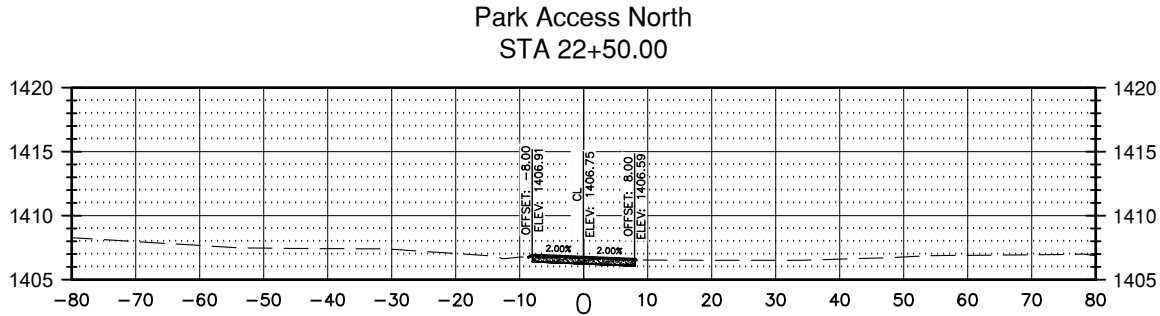 Park Access North
STA 22+50.00
1420
1420
1415
1415
1410
1410
1405
1405
OFFSET: -8.00
ELEV: 1406.91
CL
ELEV: 1406.75
OFFSET: 8.00
ELEV: 1406.59
2.00%
2.00%
-80 -70 -60 -50 -40 -30 -20 -10 0 10 20 30 40 50 60 70 80